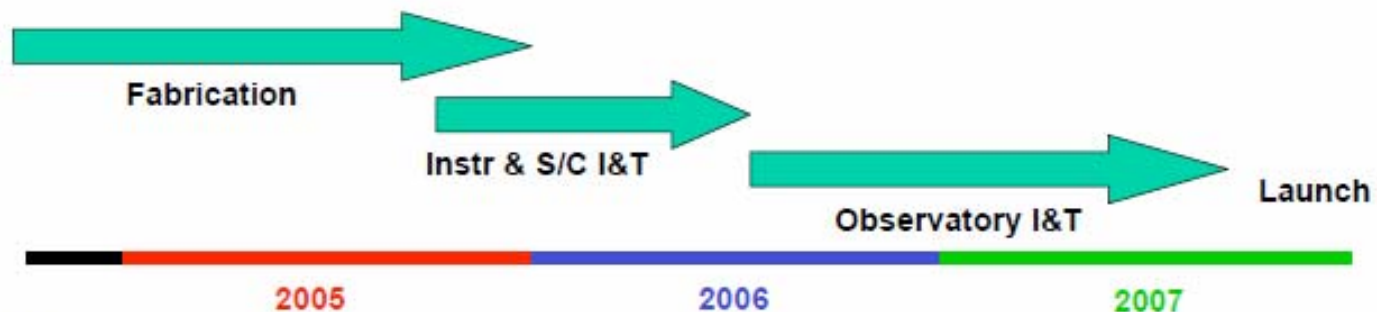 Fabrication
Instr & S/C I&T
Observatory I&T
Launch
2005
2006
2007